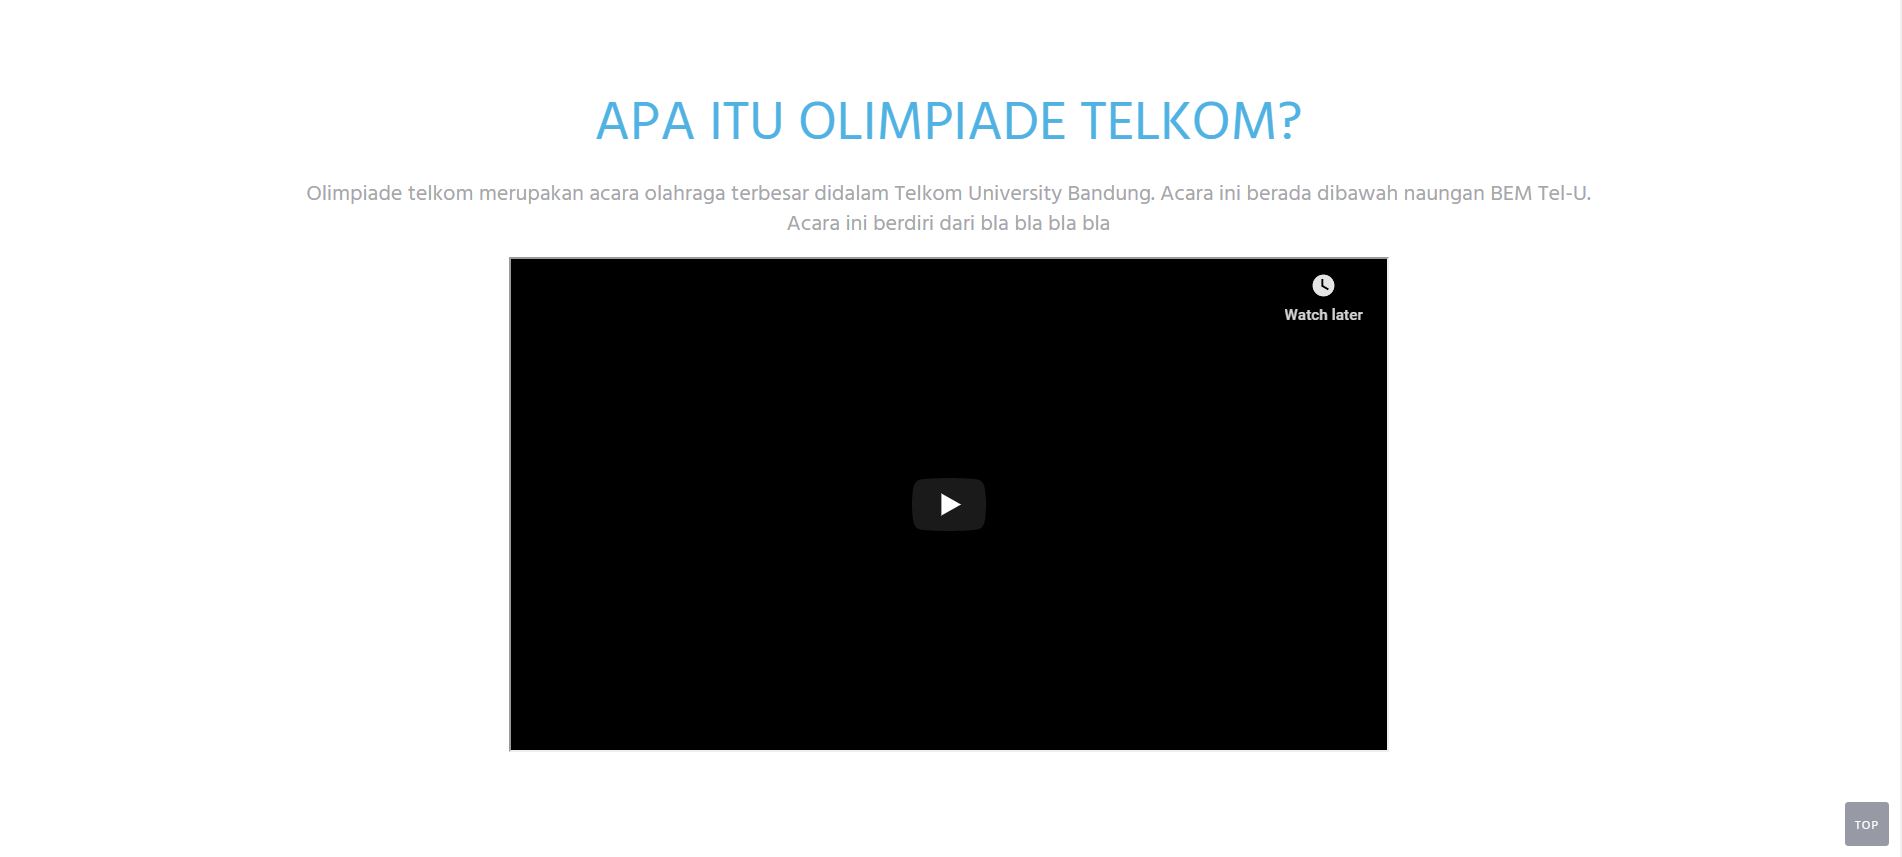 APA ITU OLIMPIADE TELKOM?
Olimpiade telkom merupakan acara olahraga terbesar didalam Telkom University Bandung. Acara ini berada dibawah naungan BEM Tel-U.
Acara ini berdiri dari bla bla bla bla
Watch later
TOP